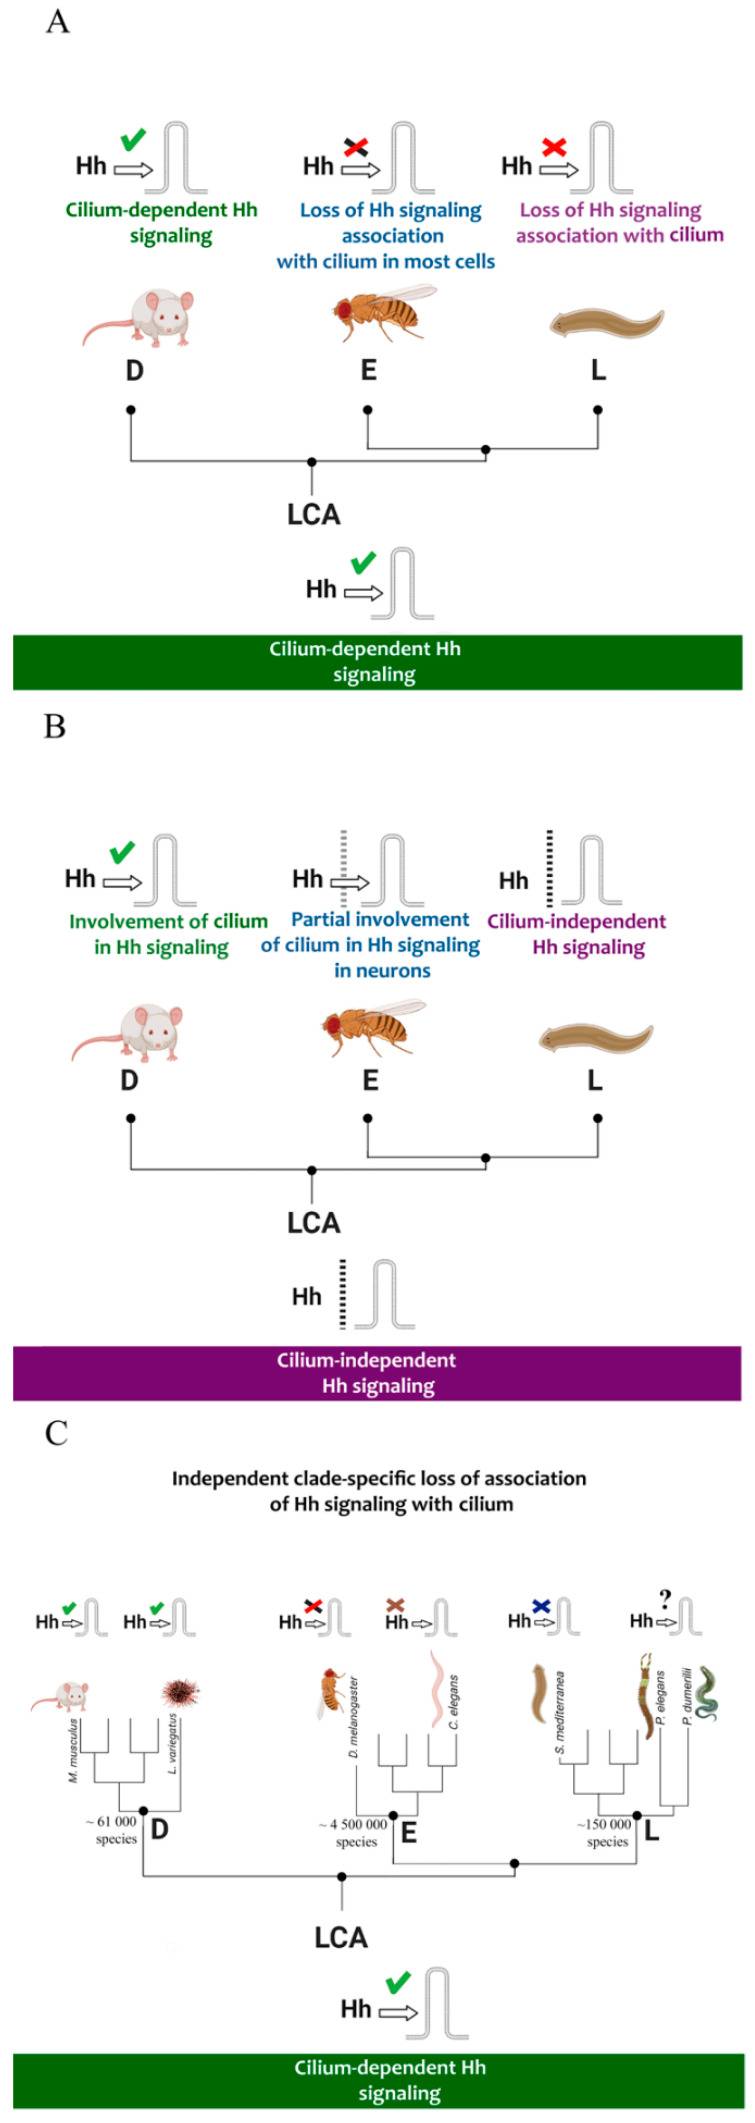 A
Hh
Hh
Hh
Cilium-dependent Hh
signaling
Loss of Hh signaling
association
with cilium in most cells
Loss of Hh signaling
association with cilium
D
E
L
LCA
Hh
Cilium-dependent Hh
signaling
B
Hh
Hh
Hh
Involvement of cilium
in Hh signaling
Partial involvement
of cilium in Hh signaling
in neurons
Cilium-independent
Hh signaling
D
E
L
LCA
Hh
Cilium-independent
Hh signaling
C
Independent clade-specific loss of association
of Hh signaling with cilium
Hh
Hh
Hh
Hh
Hh
?
Hh
M. musculus
L. variegatus
D. melanogaster
C. elegans
S. mediterranea
P. elegans
P. dumerilii
~ 61 000
species
D
~ 4 500 000
species
E
~150 000
species
L
LCA
Hh
Cilium-dependent Hh
signaling